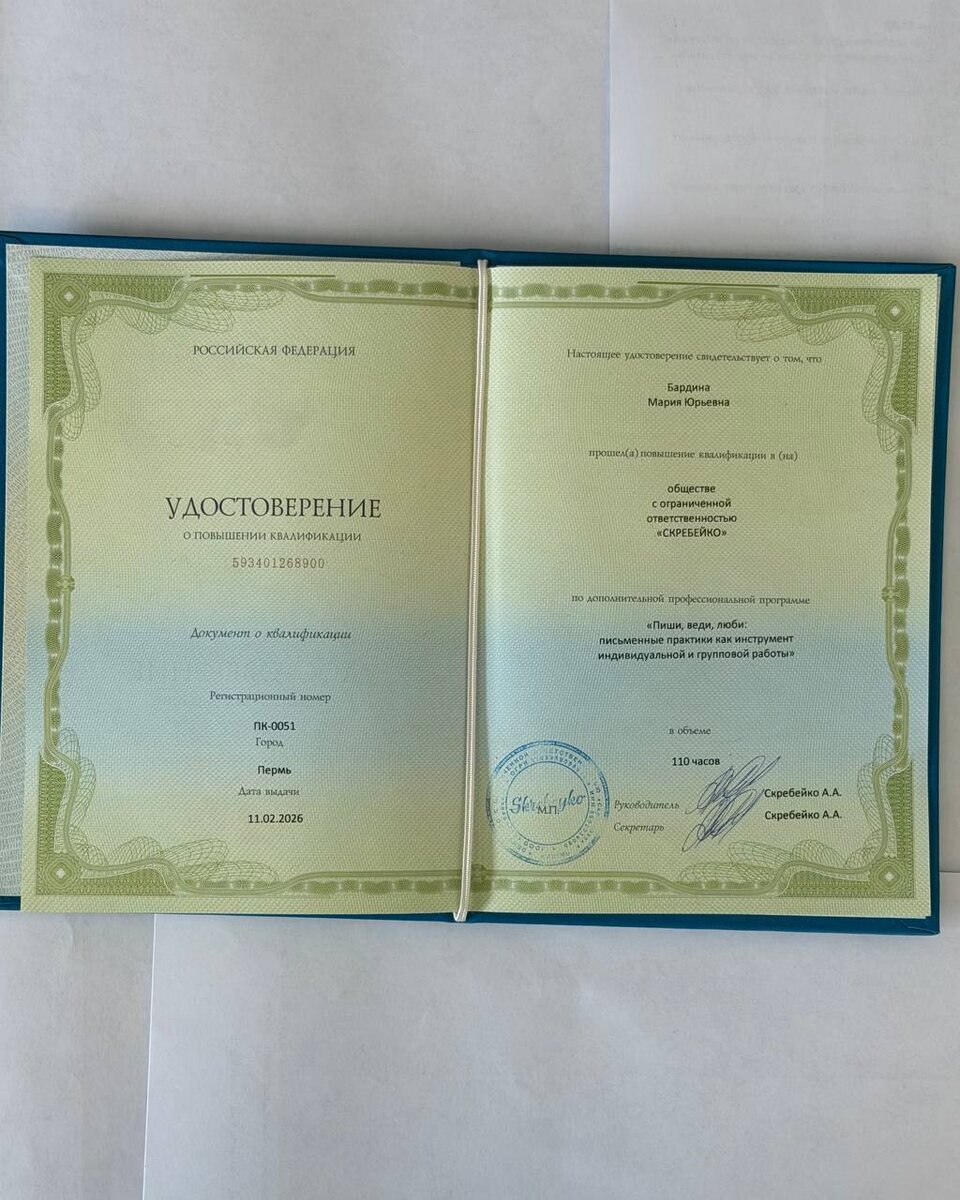 РОССИЙСКАЯ ФЕДЕРАЦИЯ
УДОСТОВЕРЕНИЕ
О ПОВЫШЕНИИ КВАЛИФИКАЦИИ
593401268900
Документ о квалификации
Регистрационный номер
ПК-0051
Город
Пермь
Дата выдачи
11.02.2026
Настоящее удостоверение свидетельствует о том, что
Бардина
Мария Юрьевна
прошел(а) повышение квалификации в (на)
обществе
с ограниченной
ответственностью
«СКРЕБЕЙКО»
по дополнительной профессиональной программе
«Пиши, веди, люби:
письменные практики как инструмент
индивидуальной и групповой работы»
в объеме
110 часов
М.П.
Руководитель
Скребейко А.А.
Секретарь
Скребейко А.А.